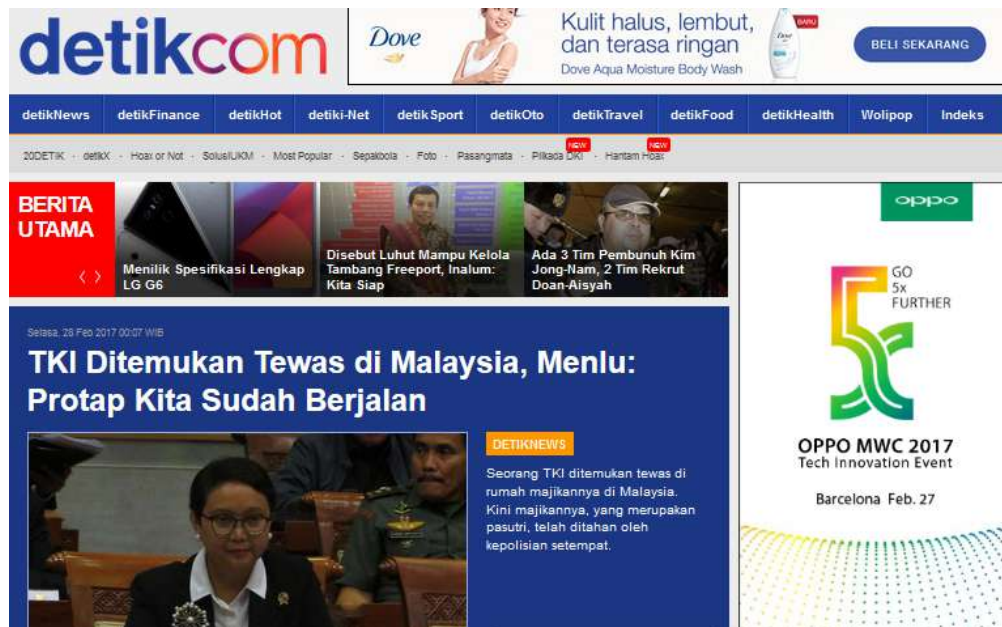 detikcom
Dove
Kulit halus, lembut,
dan terasa ringan
Dove Aqua Moisture Body Wash
BARU
Dove
BELI SEKARANG
detikNews detikFinance detikHot detiki-Net detikSport detikOto detikTravel detikFood detikHealth Wolipop Indeks
20DETIK - detikX - Hoax or Not - SolusiUKM - Most Popular - Sepakbola - Foto - Pasangmata - Pilkada DKI - Hantam Hoax
NEW NEW
BERITA
UTAMA
Menilik Spesifikasi Lengkap
LG G6
Disebut Luhut Mampu Kelola
Tambang Freeport, Inalum:
Kita Siap
Ada 3 Tim Pembunuh Kim
Jong-Nam, 2 Tim Rekrut
Doan-Aisyah
Selasa, 28 Feb 2017 00:07 WIB
TKI Ditemukan Tewas di Malaysia, Menlu:
Protap Kita Sudah Berjalan
DETIKNEWS
Seorang TKI ditemukan tewas di
rumah majikannya di Malaysia.
Kini majikannya, yang merupakan
pasutri, telah ditahan oleh
kepolisian setempat.
oppo
GO
5x
FURTHER
5x
OPPO MWC 2017
Tech Innovation Event
Barcelona Feb. 27